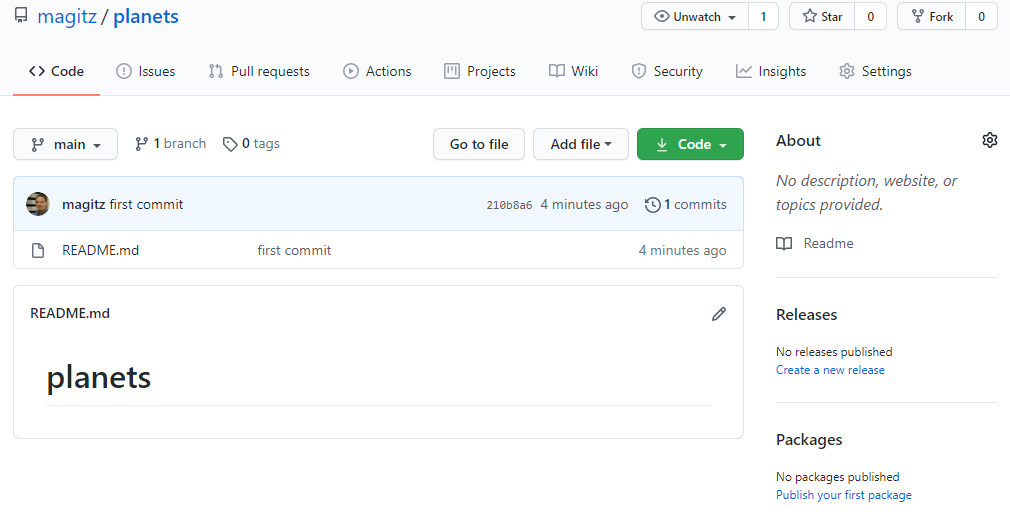 magitz / planets
Unwatch 1 Star 0 Fork 0
Code Issues Pull requests Actions Projects Wiki Security Insights Settings
main 1 branch 0 tags Go to file Add file Code
magitz first commit 210b8a6 4 minutes ago 1 commits
README.md first commit 4 minutes ago
README.md
planets
About
No description, website, or
topics provided.
Readme
Releases
No releases published
Create a new release
Packages
No packages published
Publish your first package